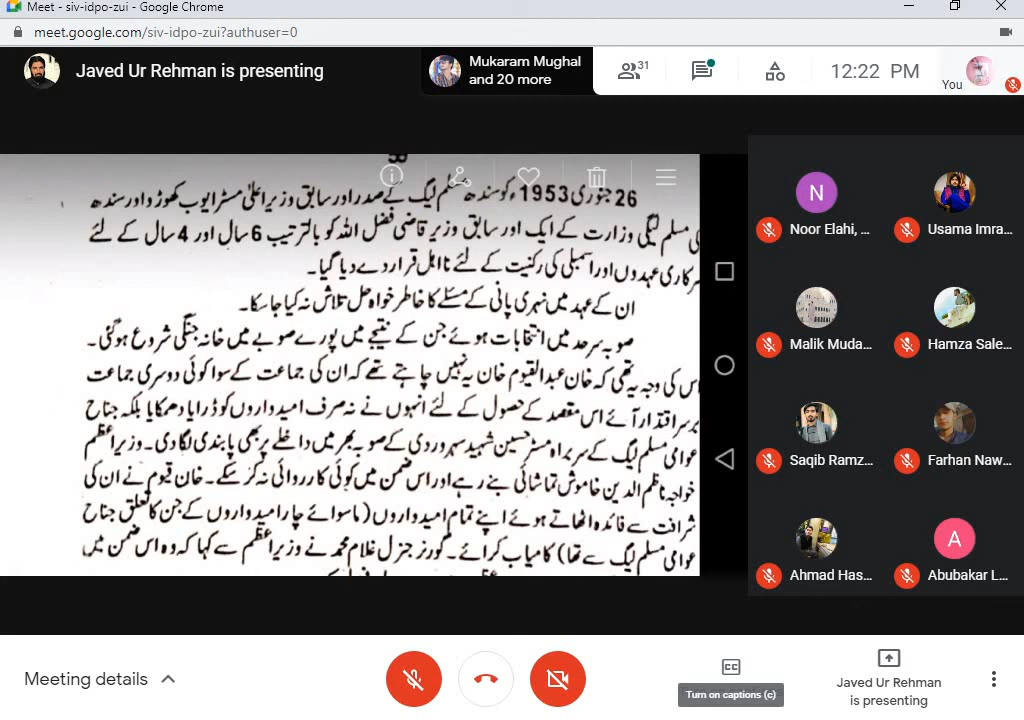 Meet - siv-idpo-zui - Google Chrome
meet.google.com/siv-idpo-zui?authuser=0
Javed Ur Rehman is presenting
Mukaram Mughal
and 20 more
31
12:22 PM
You
26 جنوری 1953ء کو سندھ مسلم لیگ کے صدر اور سابق وزیراعلیٰ مسٹر ایوب کھوڑو اور سندھ
کی مسلم لیگی وزارت کے ایک اور سابق وزیر قاضی فضل اللہ کو بالترتیب 6 سال اور 4 سال کے لئے
سرکاری عہدوں اور اسمبلی کی رکنیت کے لئے نااہل قرار دے دیا گیا۔
ان کے عہد میں نہری پانی کے مسئلے کا خاطر خواہ حل تلاش نہ کیا جا سکا۔
صوبہ سرحد میں انتخابات ہوئے جن کے نتیجے میں پورے صوبے میں خانہ جنگی شروع ہو گئی۔
اس کی وجہ یہ تھی کہ خان عبدالقیوم خان یہ نہیں چاہتے تھے کہ ان کی جماعت کے سوا کوئی دوسری جماعت
برسراقتدار آئے اس مقصد کے حصول کے لئے انہوں نے نہ صرف امیدواروں کو ڈرایا دھمکایا بلکہ جناح
عوامی مسلم لیگ کے سربراہ مسٹر حسین شہید سہروردی کے صوبہ بھر میں داخلے پر بھی پابندی لگا دی۔ وزیراعظم
خواجہ ناظم الدین خاموش تماشائی بنے رہے اور اس ضمن میں کوئی کارروائی نہ کر سکے۔ خان قیوم نے ان کی
شرافت سے فائدہ اٹھاتے ہوئے اپنے تمام امیدواروں (ماسوائے چار امیدواروں کے جن کا تعلق جناح
عوامی مسلم لیگ سے تھا) کامیاب کرائے۔ گورنر جنرل غلام محمد نے وزیراعظم سے کہا کہ وہ اس ضمن میں
N
Noor Elahi, ...
Usama Imra...
Malik Muda...
Hamza Sale...
Saqib Ramz...
Farhan Naw...
Ahmad Has...
A
Abubakar L...
Meeting details
CC
Turn on captions (c)
Javed Ur Rehman
is presenting